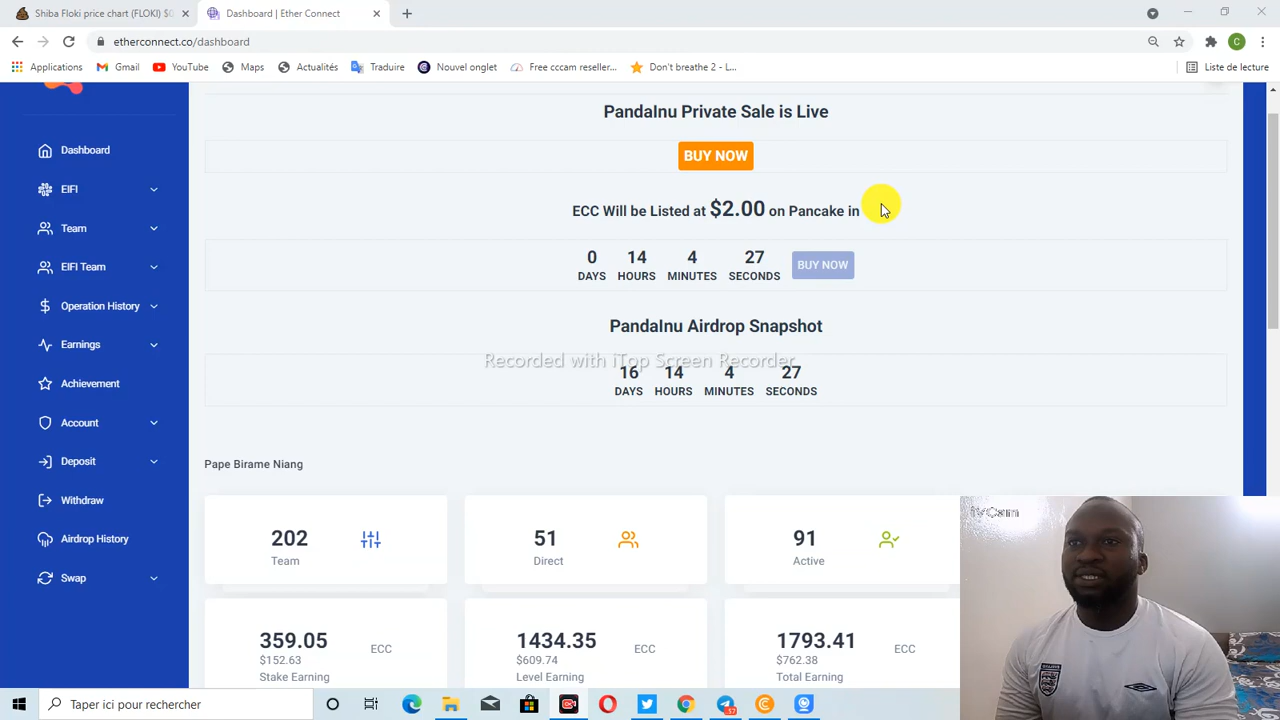 Shiba Floki price chart (FLOKI) $0
Dashboard | Ether Connect
etherconnect.co/dashboard
Applications
Gmail
YouTube
Maps
Actualités
Traduire
Nouvel onglet
Free cccam reseller...
Don't breathe 2 - L...
Liste de lecture
C
Dashboard
EIFI
Team
EIFI Team
Operation History
Earnings
Achievement
Account
Deposit
Withdraw
Airdrop History
Swap
PandaInu Private Sale is Live
BUY NOW
ECC Will be Listed at $2.00 on Pancake in
0 14 4 27
DAYS HOURS MINUTES SECONDS
BUY NOW
PandaInu Airdrop Snapshot
Recorded with iTop Screen Recorder
16 14 4 27
DAYS HOURS MINUTES SECONDS
Pape Birame Niang
202
Team
51
Direct
91
Active
359.05
ECC
$152.63
Stake Earning
1434.35
ECC
$609.74
Level Earning
1793.41
ECC
$762.38
Total Earning
iVCam
Taper ici pour rechercher